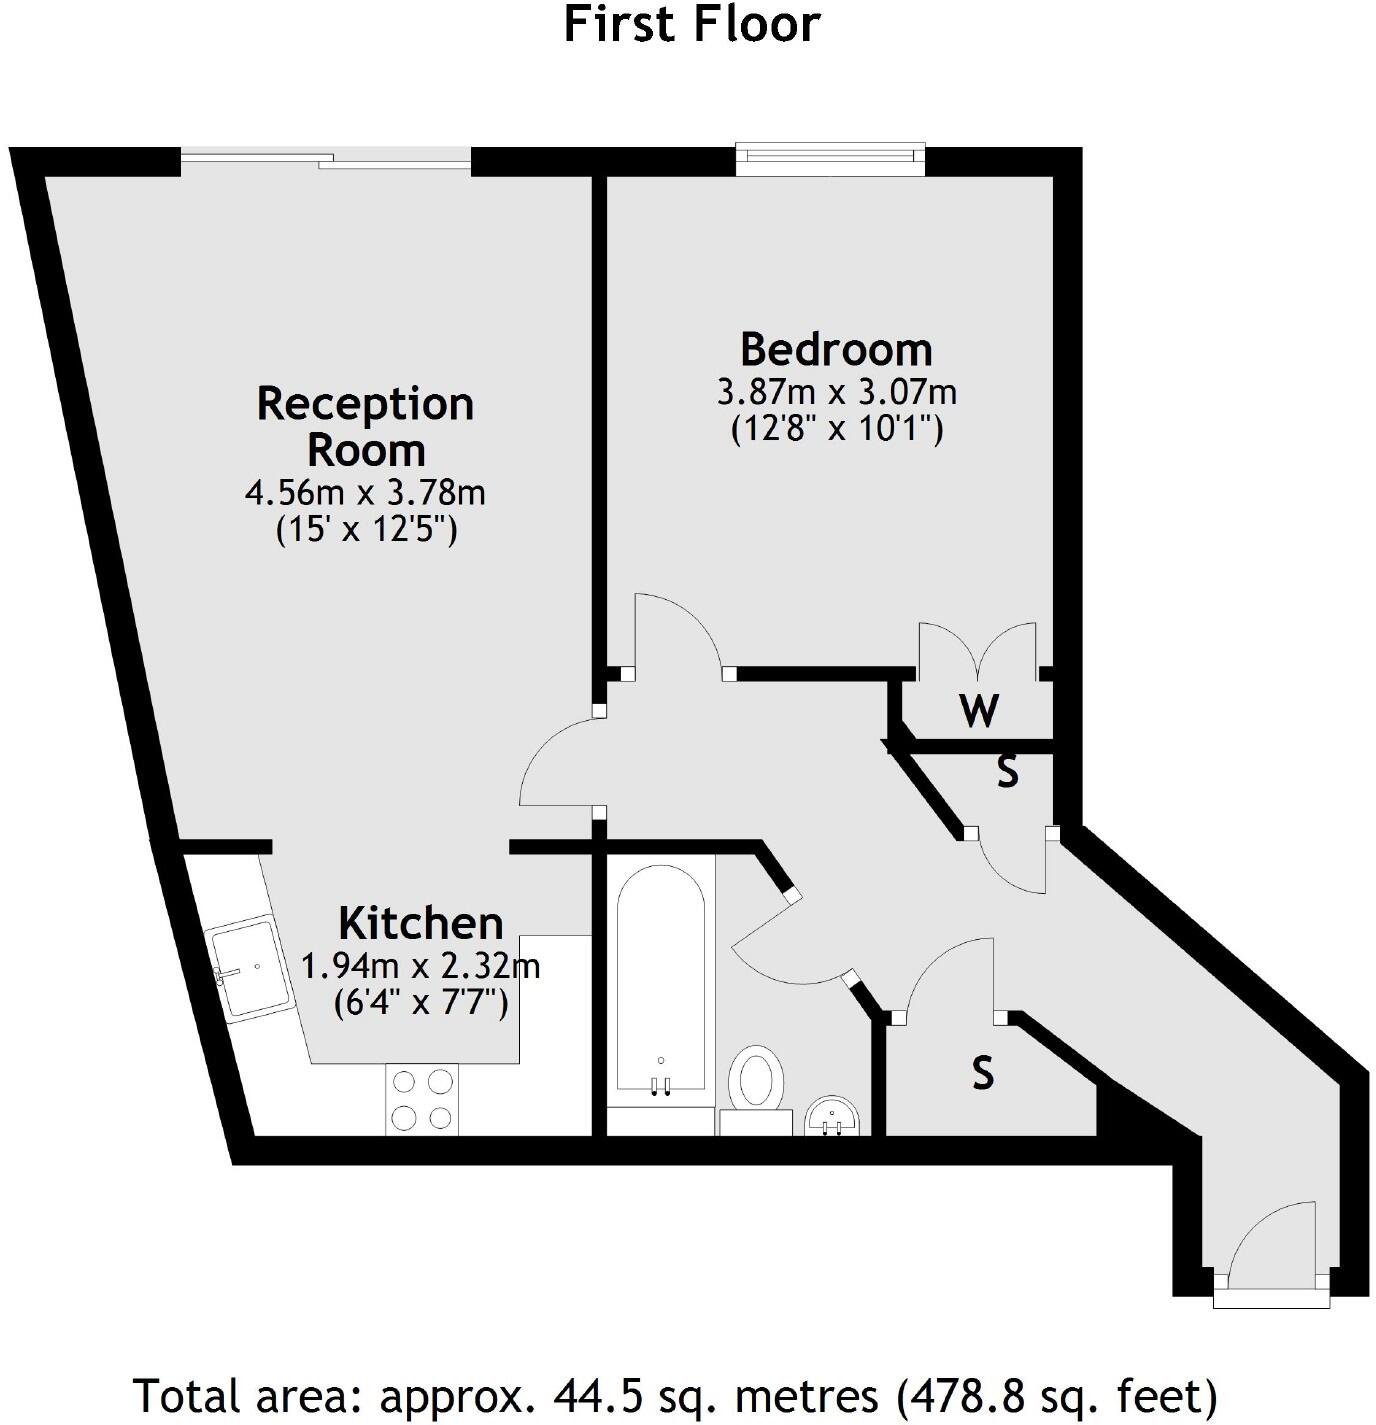 First Floor
Reception
Room
4.56m x 3.78m
(15' x 12'5")
Bedroom
3.87m x 3.07m
(12'8" x 10'1")
W
S
Kitchen
1.94m x 2.32m
(6'4" x 7'7")
S
Total area: approx. 44.5 sq. metres (478.8 sq. feet)